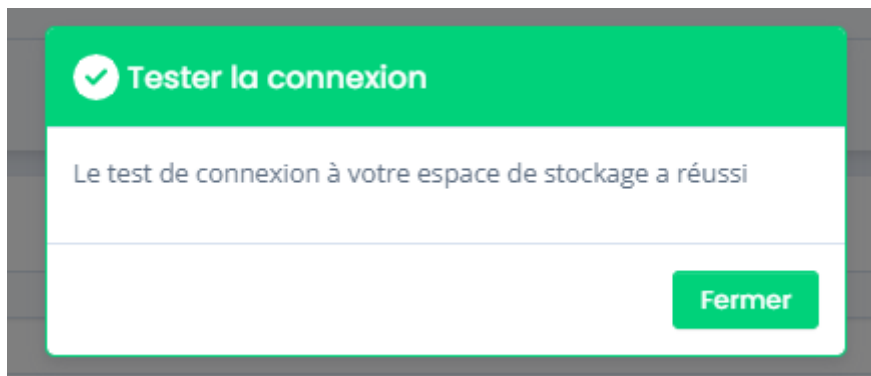 Tester la connexion
Le test de connexion à votre espace de stockage a réussi
Fermer